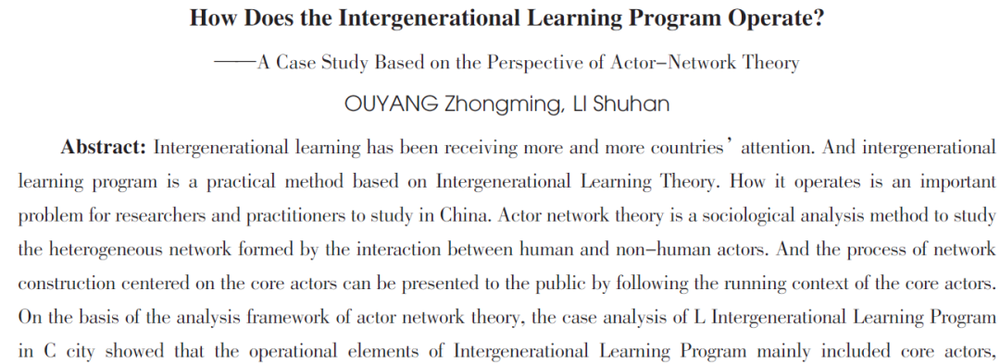 How Does the Intergenerational Learning Program Operate?
——A Case Study Based on the Perspective of Actor–Network Theory
OUYANG Zhongming, LI Shuhan
Abstract: Intergenerational learning has been receiving more and more countries’ attention. And intergenerational
learning program is a practical method based on Intergenerational Learning Theory. How it operates is an important
problem for researchers and practitioners to study in China. Actor network theory is a sociological analysis method to study
the heterogeneous network formed by the interaction between human and non–human actors. And the process of network
construction centered on the core actors can be presented to the public by following the running context of the core actors.
On the basis of the analysis framework of actor network theory, the case analysis of L Intergenerational Learning Program
in C city showed that the operational elements of Intergenerational Learning Program mainly included core actors,